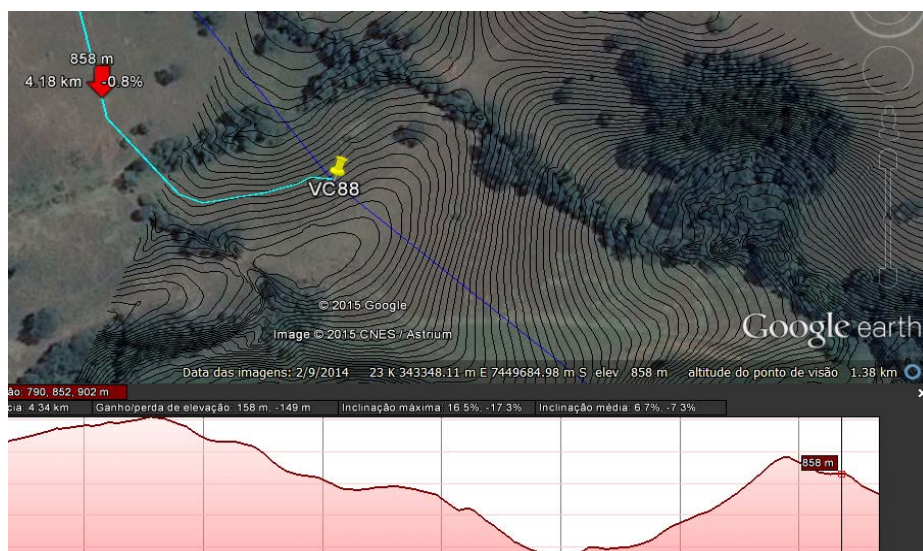 858 m
4.18 km -0.8%
VC88
© 2015 Google
Image © 2015 CNES / Astrium
Google earth
Data das imagens: 2/9/2014 23 K 343348.11 m E 7449684.98 m S elev 858 m altitude do ponto de visão 1.38 km
ão: 790, 852, 902 m
cia: 4.34 km Ganho/perda de elevação 158 m, -149 m Inclinação máxima: 16.5%, -17.3% Inclinação média: 6.7%, -7.3%
858 m